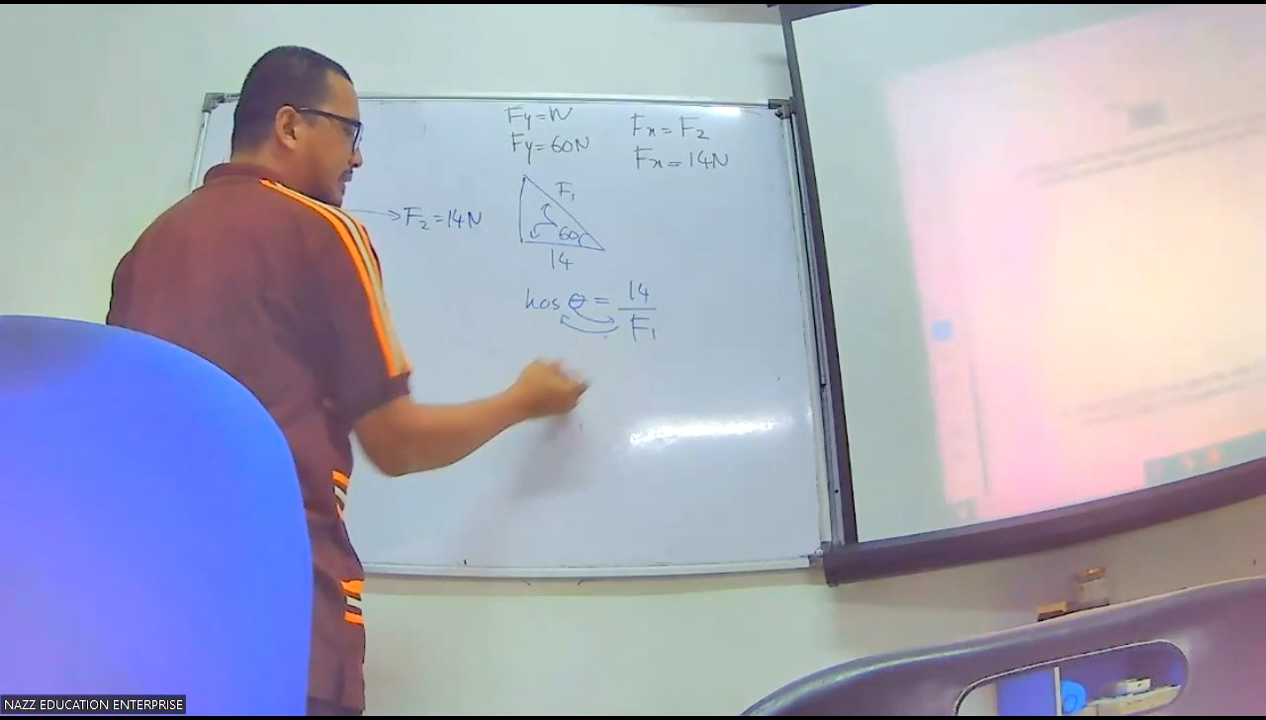 Fy=W
Fy=60N
Fx=F2
Fx=14N
F2=14N
F1
60
14
kos θ = 14
F1
NAZZ EDUCATION ENTERPRISE